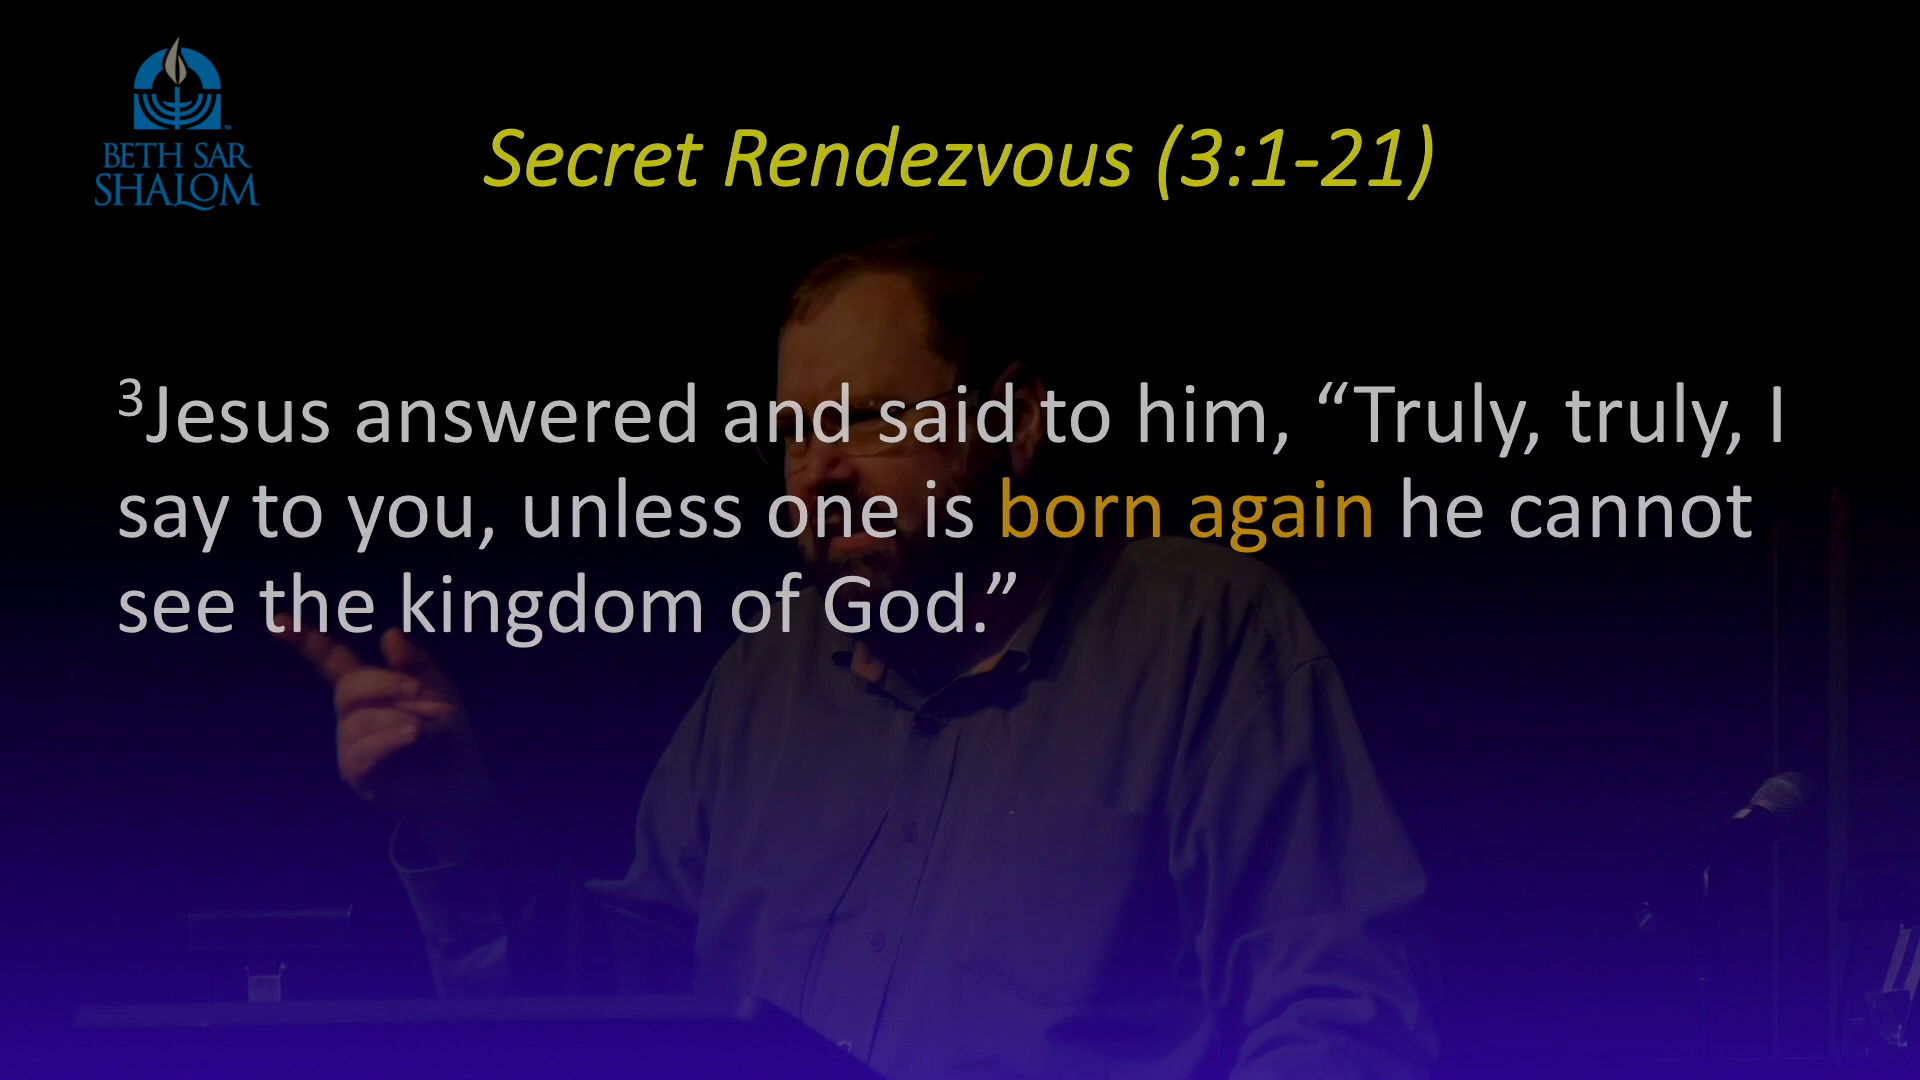 BETH SAR
SHALOM
Secret Rendezvous (3:1-21)
³Jesus answered and said to him, “Truly, truly, I
say to you, unless one is born again he cannot
see the kingdom of God.”